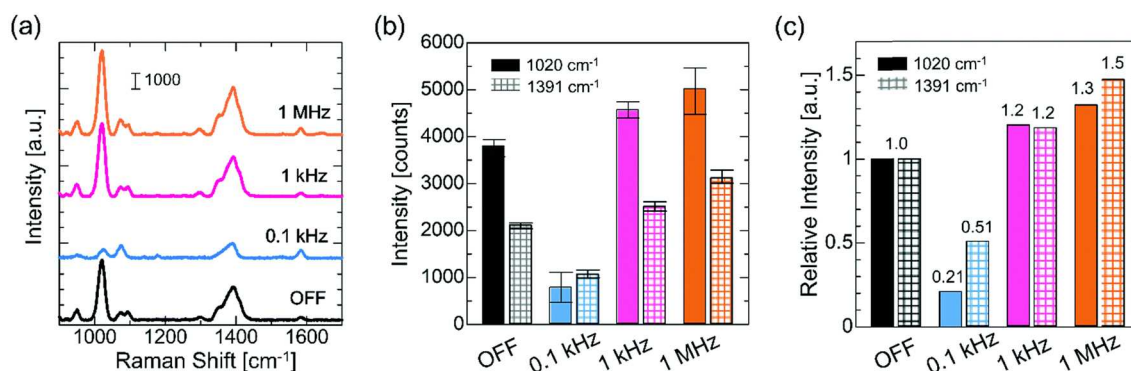 (a)
Intensity [a.u.]
1000
1 MHz
1 kHz
0.1 kHz
OFF
1000 1200 1400 1600
Raman Shift [cm⁻¹]
(b)
Intensity [counts]
6000
5000
4000
3000
2000
1000
0
1020 cm⁻¹
1391 cm⁻¹
OFF 0.1 kHz 1 kHz 1 MHz
(c)
Relative Intensity [a.u.]
1.5
1
0.5
0
1020 cm⁻¹
1391 cm⁻¹
1.0
0.21
0.51
1.2
1.2
1.3
1.5
OFF 0.1 kHz 1 kHz 1 MHz